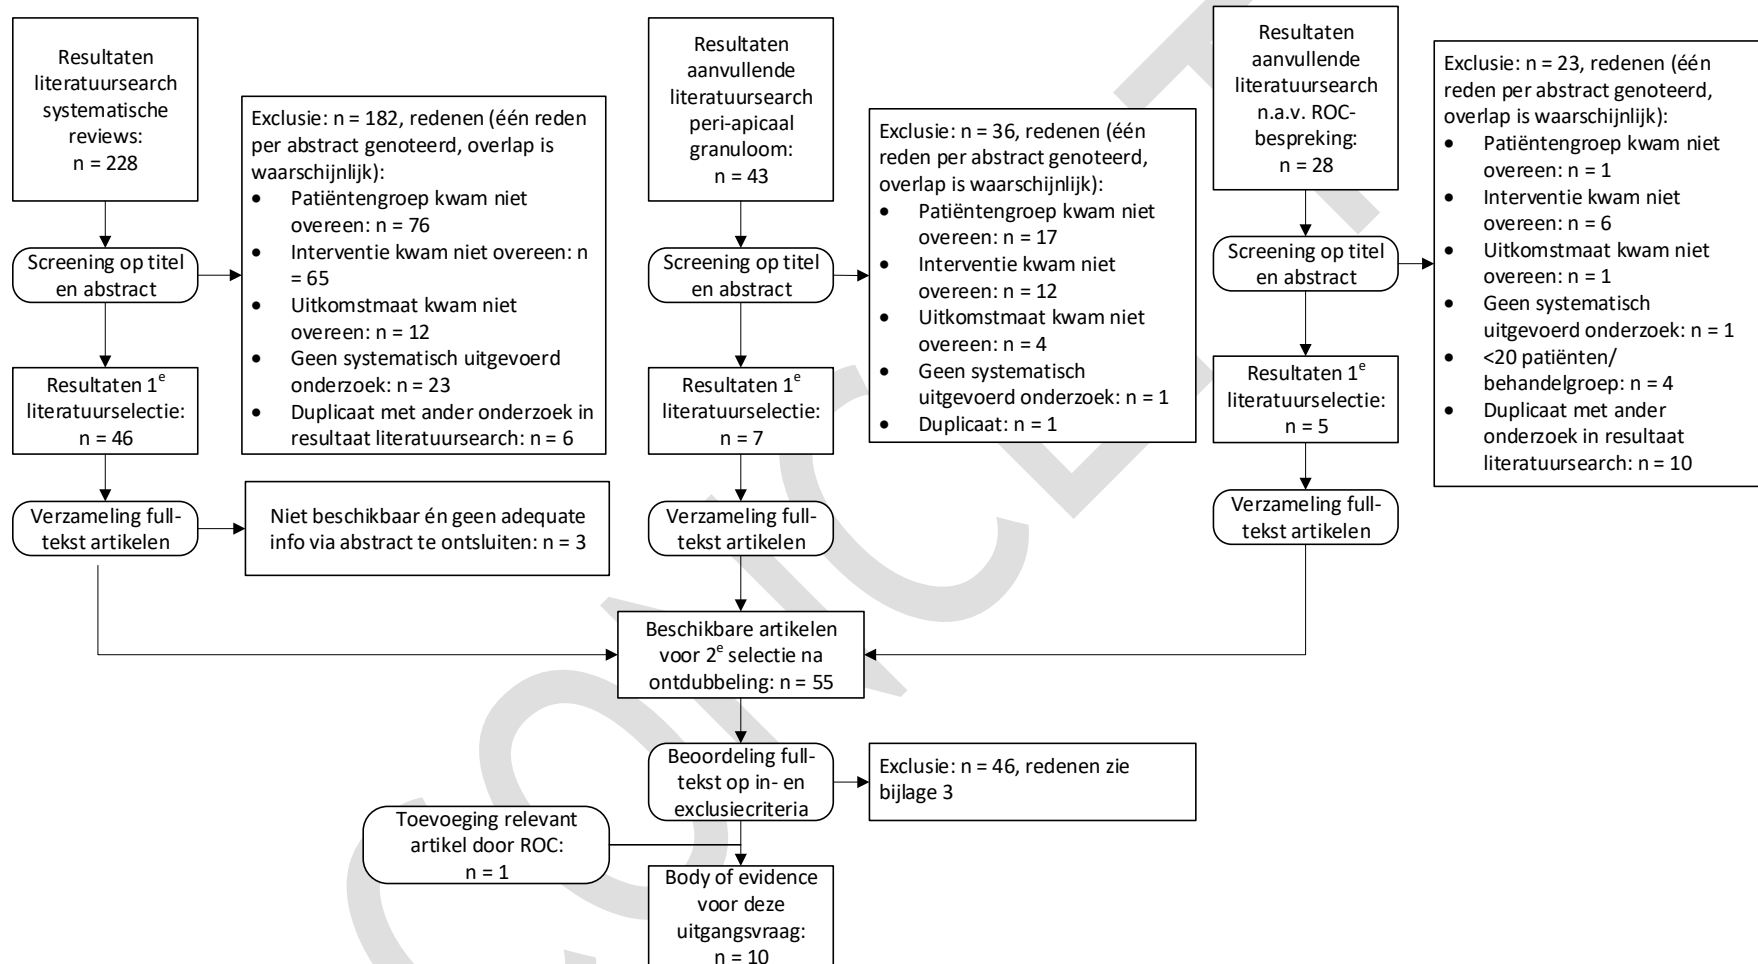 Resultaten
literatuursearch
systematische
reviews:
n = 228
Screening op titel
en abstract
Exclusie: n = 182, redenen (één reden
per abstract genoteerd, overlap is
waarschijnlijk):
• Patiëntengroep kwam niet
overeen: n = 76
• Interventie kwam niet overeen: n
= 65
• Uitkomstmaat kwam niet
overeen: n = 12
• Geen systematisch uitgevoerd
onderzoek: n = 23
• Duplicaat met ander onderzoek in
resultaat literatuursearch: n = 6
Resultaten 1e
literatuurselectie:
n = 46
Verzameling full-
tekst artikelen
Niet beschikbaar én geen adequate
info via abstract te ontsluiten: n = 3
Resultaten
aanvullende
literatuursearch
peri-apicaal
granuloom:
n = 43
Screening op titel
en abstract
Exclusie: n = 36, redenen (één
reden per abstract genoteerd,
overlap is waarschijnlijk):
• Patiëntengroep kwam niet
overeen: n = 17
• Interventie kwam niet
overeen: n = 12
• Uitkomstmaat kwam niet
overeen: n = 4
• Geen systematisch
uitgevoerd onderzoek: n = 1
• Duplicaat: n = 1
Resultaten 1e
literatuurselectie:
n = 7
Verzameling full-
tekst artikelen
Resultaten
aanvullende
literatuursearch
n.a.v. ROC-
bespreking:
n = 28
Screening op titel
en abstract
Exclusie: n = 23, redenen (één
reden per abstract genoteerd,
overlap is waarschijnlijk):
• Patiëntengroep kwam niet
overeen: n = 1
• Interventie kwam niet
overeen: n = 6
• Uitkomstmaat kwam niet
overeen: n = 1
• Geen systematisch
uitgevoerd onderzoek: n = 1
• <20 patiënten/
behandelgroep: n = 4
• Duplicaat met ander
onderzoek in resultaat
literatuursearch: n = 10
Resultaten 1e
literatuurselectie:
n = 5
Verzameling full-
tekst artikelen
Beschikbare artikelen
voor 2e selectie na
ontdubbeling: n = 55
Beoordeling full-
tekst op in- en
exclusiecriteria
Exclusie: n = 46, redenen zie
bijlage 3
Toevoeging relevant
artikel door ROC:
n = 1
Body of evidence
voor deze
uitgangsvraag:
n = 10